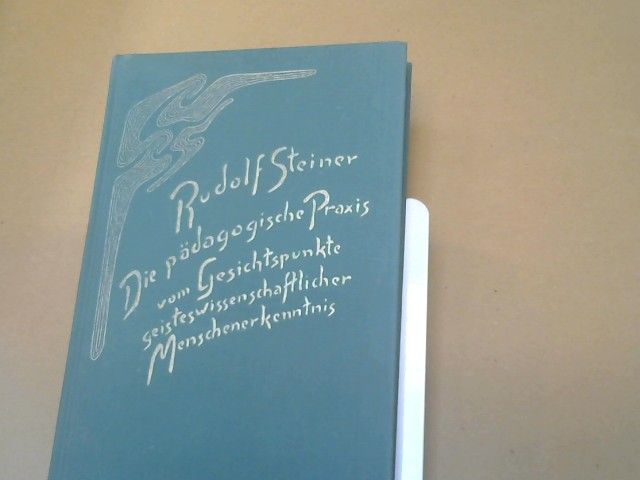 Rudolf Steiner
Die pädagogische Praxis
vom Gesichtspunkte
geisteswissenschaftlicher
Menschenerkenntnis